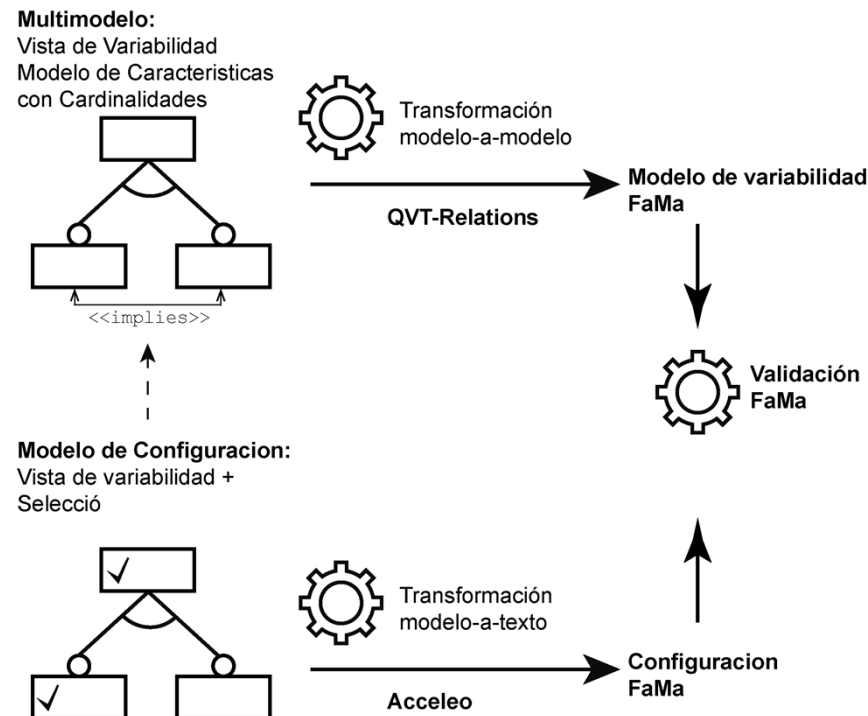 Multimodelo:
Vista de Variabilidad
Modelo de Caracteristicas
con Cardinalidades
Transformación
modelo-a-modelo
QVT-Relations
Modelo de variabilidad
FaMa
<<implies>>
Validación
FaMa
Modelo de Configuracion:
Vista de variabilidad +
Selecció
Transformación
modelo-a-texto
Acceleo
Configuracion
FaMa